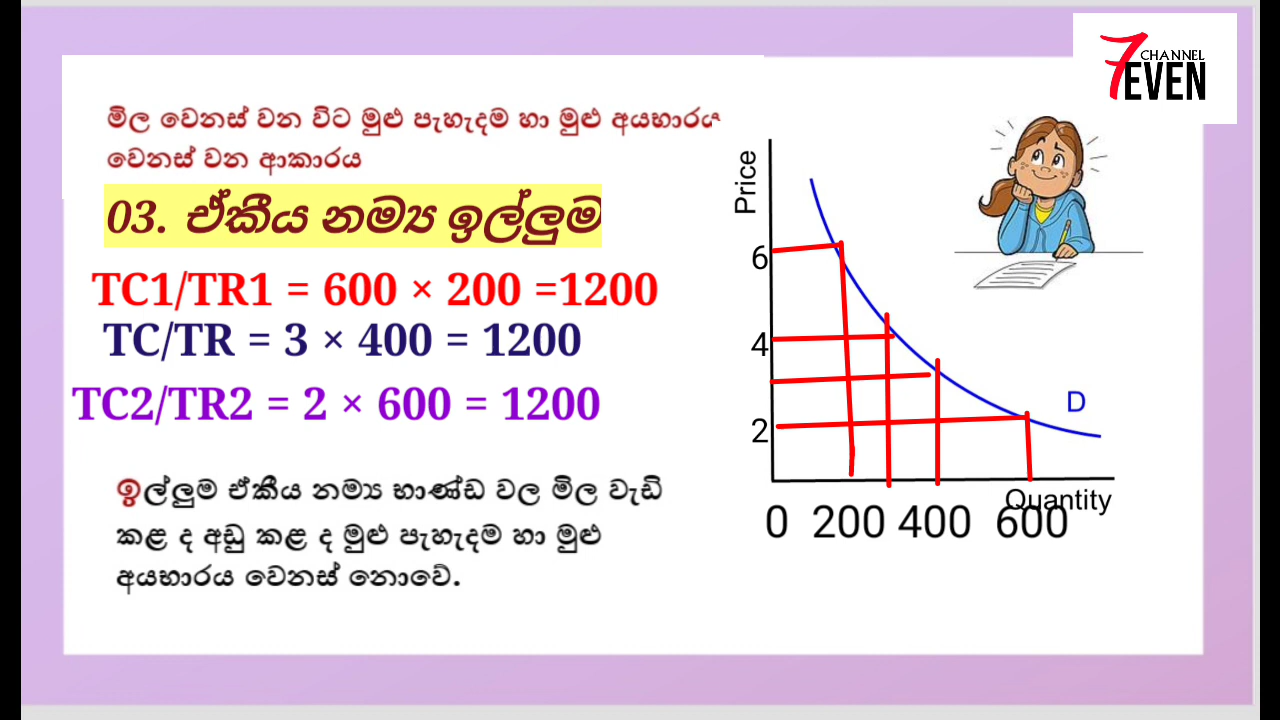 7EVEN CHANNEL
මිල වෙනස් වන විට මුළු පැහැදම හා මුළු අයභාරය
වෙනස් වන ආකාරය
03. ඒකීය නම්‍ය ඉල්ලුම
TC1/TR1 = 600 × 200 =1200
TC/TR = 3 × 400 = 1200
TC2/TR2 = 2 × 600 = 1200
ඉල්ලුම ඒකීය නම්‍ය භාණ්ඩ වල මිල වැඩි
කළ ද අඩු කළ ද මුළු පැහැදම හා මුළු
අයභාරය වෙනස් නොවේ.
Price
6
4
2
D
Quantity
0 200 400 600